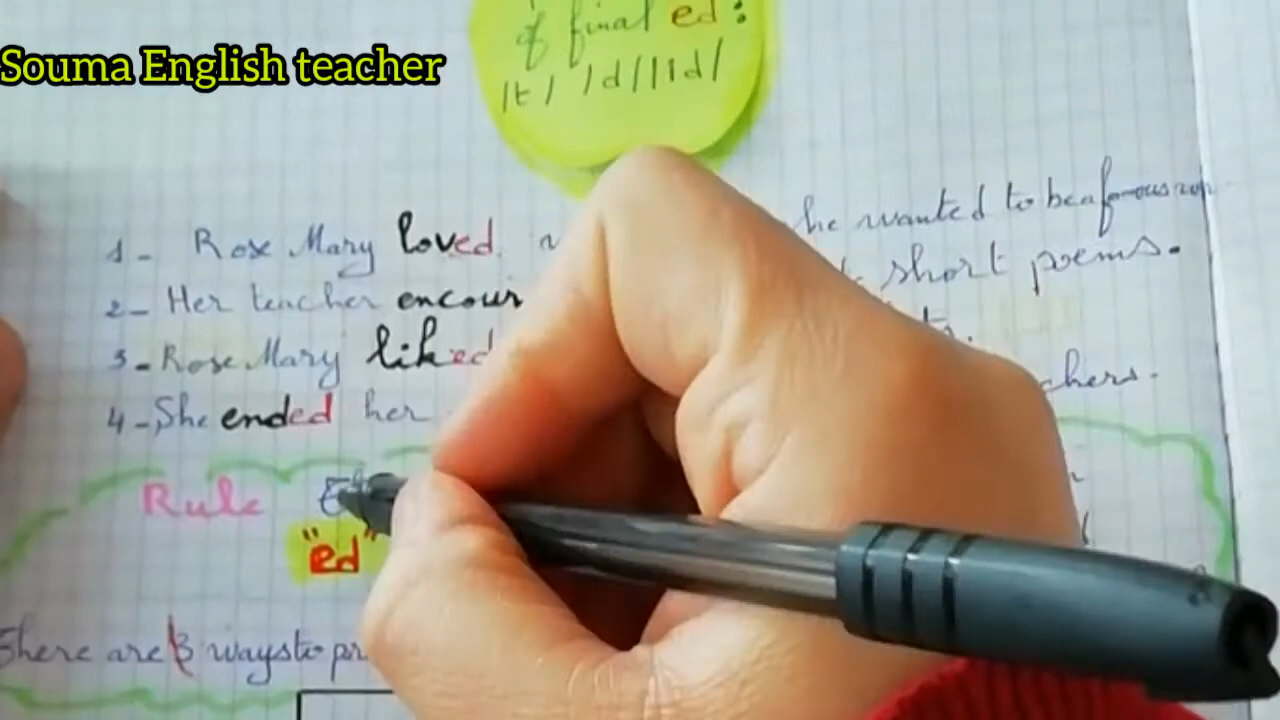 of final ed:
/t/ /d/ /id/
Souma English teacher
1- Rose Mary loved he wanted to be a famous
2- Her teacher encour short poems.
3- Rose Mary liked
4- She ended her chers.
Rule
"ed"
There are 3 ways to pr